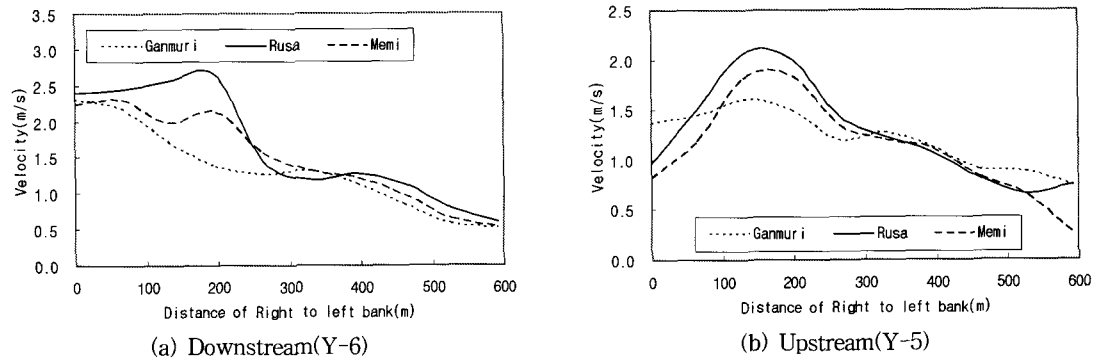 3.5
3.0
2.5
2.0
1.5
1.0
0.5
0.0
Velocity(m/s)
Ganmuri Rusa Memi
0 100 200 300 400 500 600
Distance of Right to left bank(m)
(a) Downstream(Y-6)
2.5
2.0
1.5
1.0
0.5
0.0
Velocity(m/s)
Ganmuri Rusa Memi
0 100 200 300 400 500 600
Distance of Right to left bank(m)
(b) Upstream(Y-5)